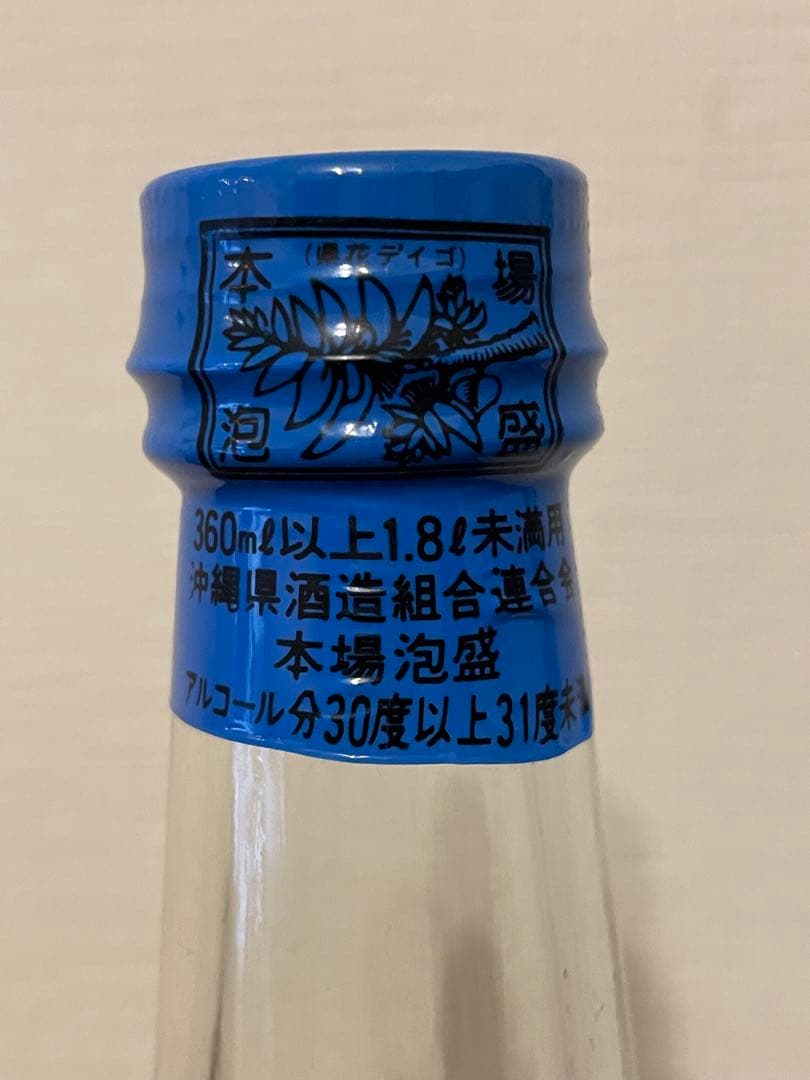 (県花デイゴ)
本場
泡盛
360mℓ以上1.8ℓ未満用
沖縄県酒造組合連合会
本場泡盛
アルコール分30度以上31度未満